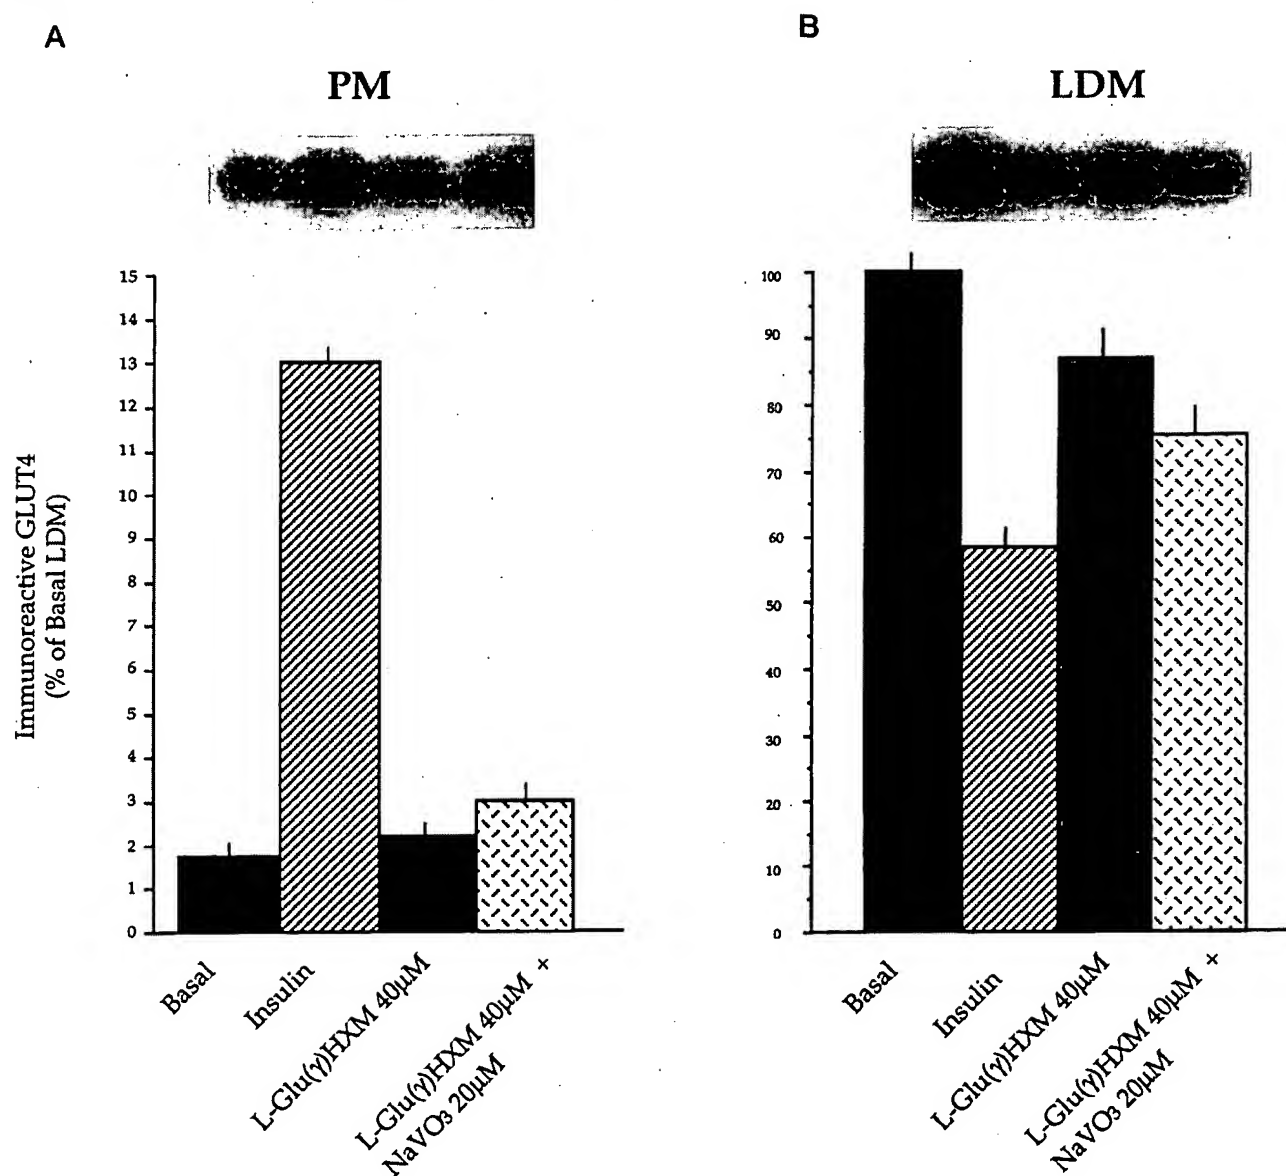 A
PM
15
14
13
12
11
10
9
8
7
6
5
4
3
2
1
0
Immunoreactive GLUT4
(% of Basal LDM)
Basal
Insulin
L-Glu(γ)HXM 40μM
L-Glu(γ)HXM 40μM +
NaVO3 20μM
B
LDM
100
90
80
70
60
50
40
30
20
10
0
Basal
Insulin
L-Glu(γ)HXM 40μM
L-Glu(γ)HXM 40μM +
NaVO3 20μM